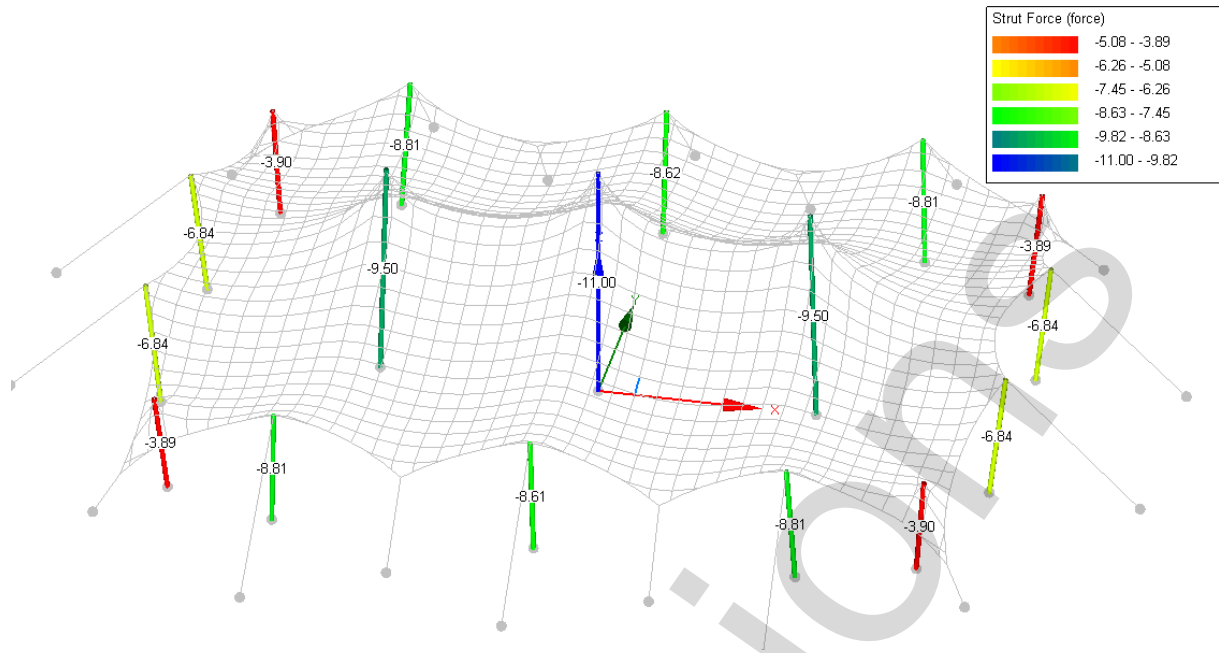 Strut Force (force)
-5.08 - -3.89
-6.26 - -5.08
-7.45 - -6.26
-8.63 - -7.45
-9.82 - -8.63
-11.00 - -9.82
-3.90
-8.81
-8.62
-8.81
-3.89
-6.84
-9.50
-11.00
-9.50
-6.84
-6.84
Y
X
-3.89
-8.81
-8.61
-8.81
-3.90
-6.84
ions